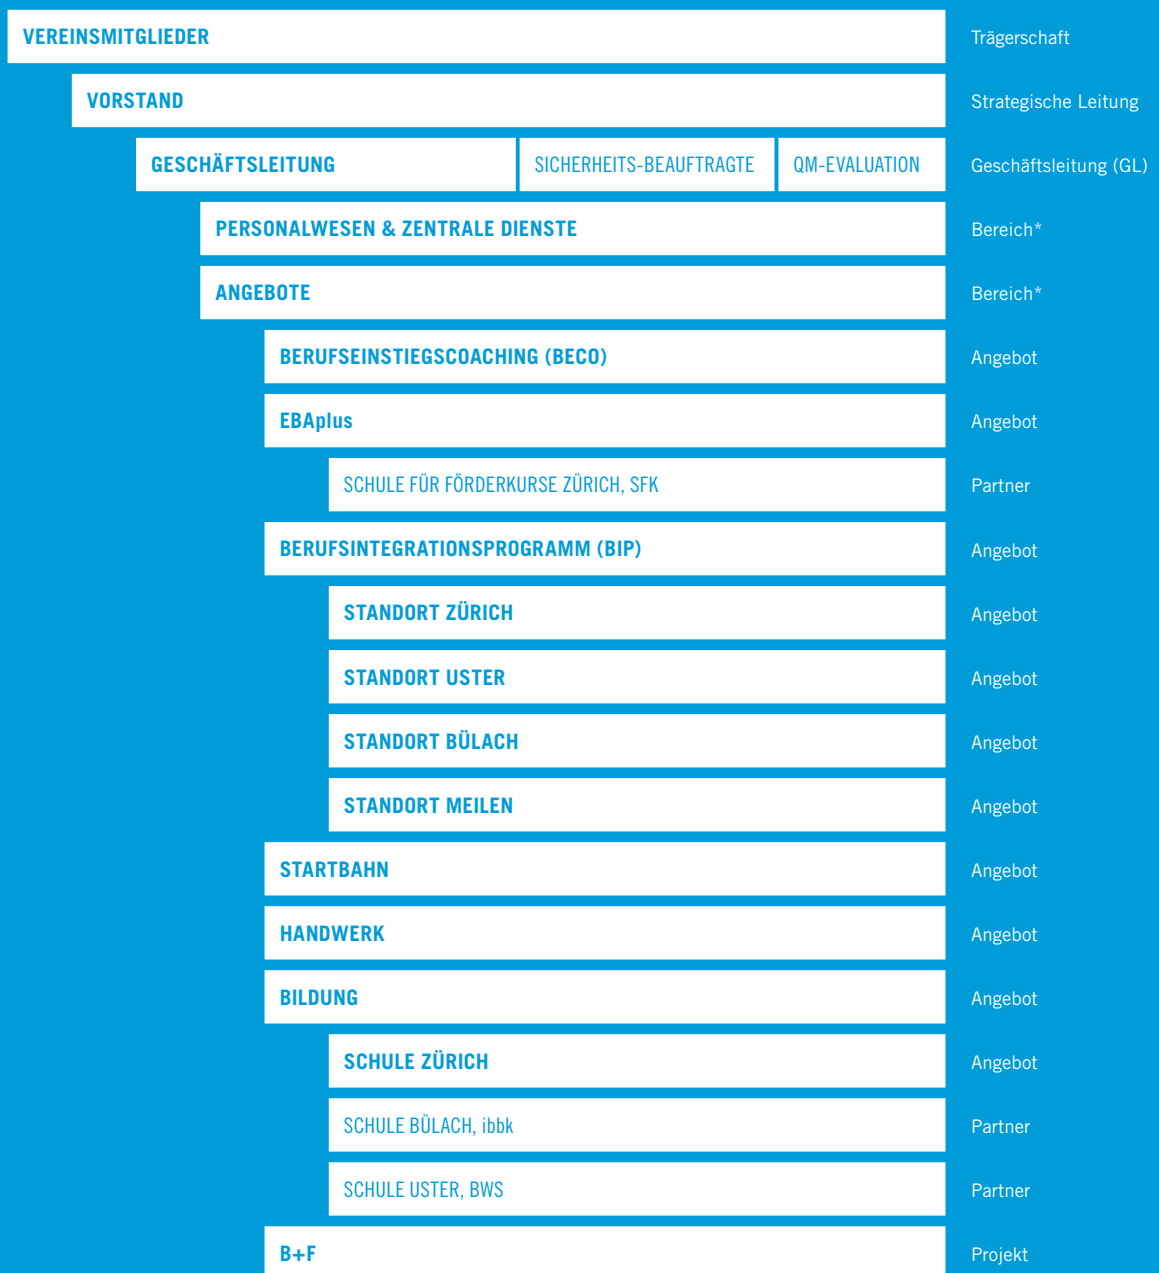 VEREINSMITGLIEDER Trägerschaft
VORSTAND Strategische Leitung
GESCHÄFTSLEITUNG SICHERHEITS-BEAUFTRAGTE QM-EVALUATION Geschäftsleitung (GL)
PERSONALWESEN & ZENTRALE DIENSTE Bereich*
ANGEBOTE Bereich*
BERUFSEINSTIEGSCOACHING (BECO) Angebot
EBAplus Angebot
SCHULE FÜR FÖRDERKURSE ZÜRICH, SFK Partner
BERUFSINTEGRATIONSPROGRAMM (BIP) Angebot
STANDORT ZÜRICH Angebot
STANDORT USTER Angebot
STANDORT BÜLACH Angebot
STANDORT MEILEN Angebot
STARTBAHN Angebot
HANDWERK Angebot
BILDUNG Angebot
SCHULE ZÜRICH Angebot
SCHULE BÜLACH, ibbk Partner
SCHULE USTER, BWS Partner
B+F Projekt